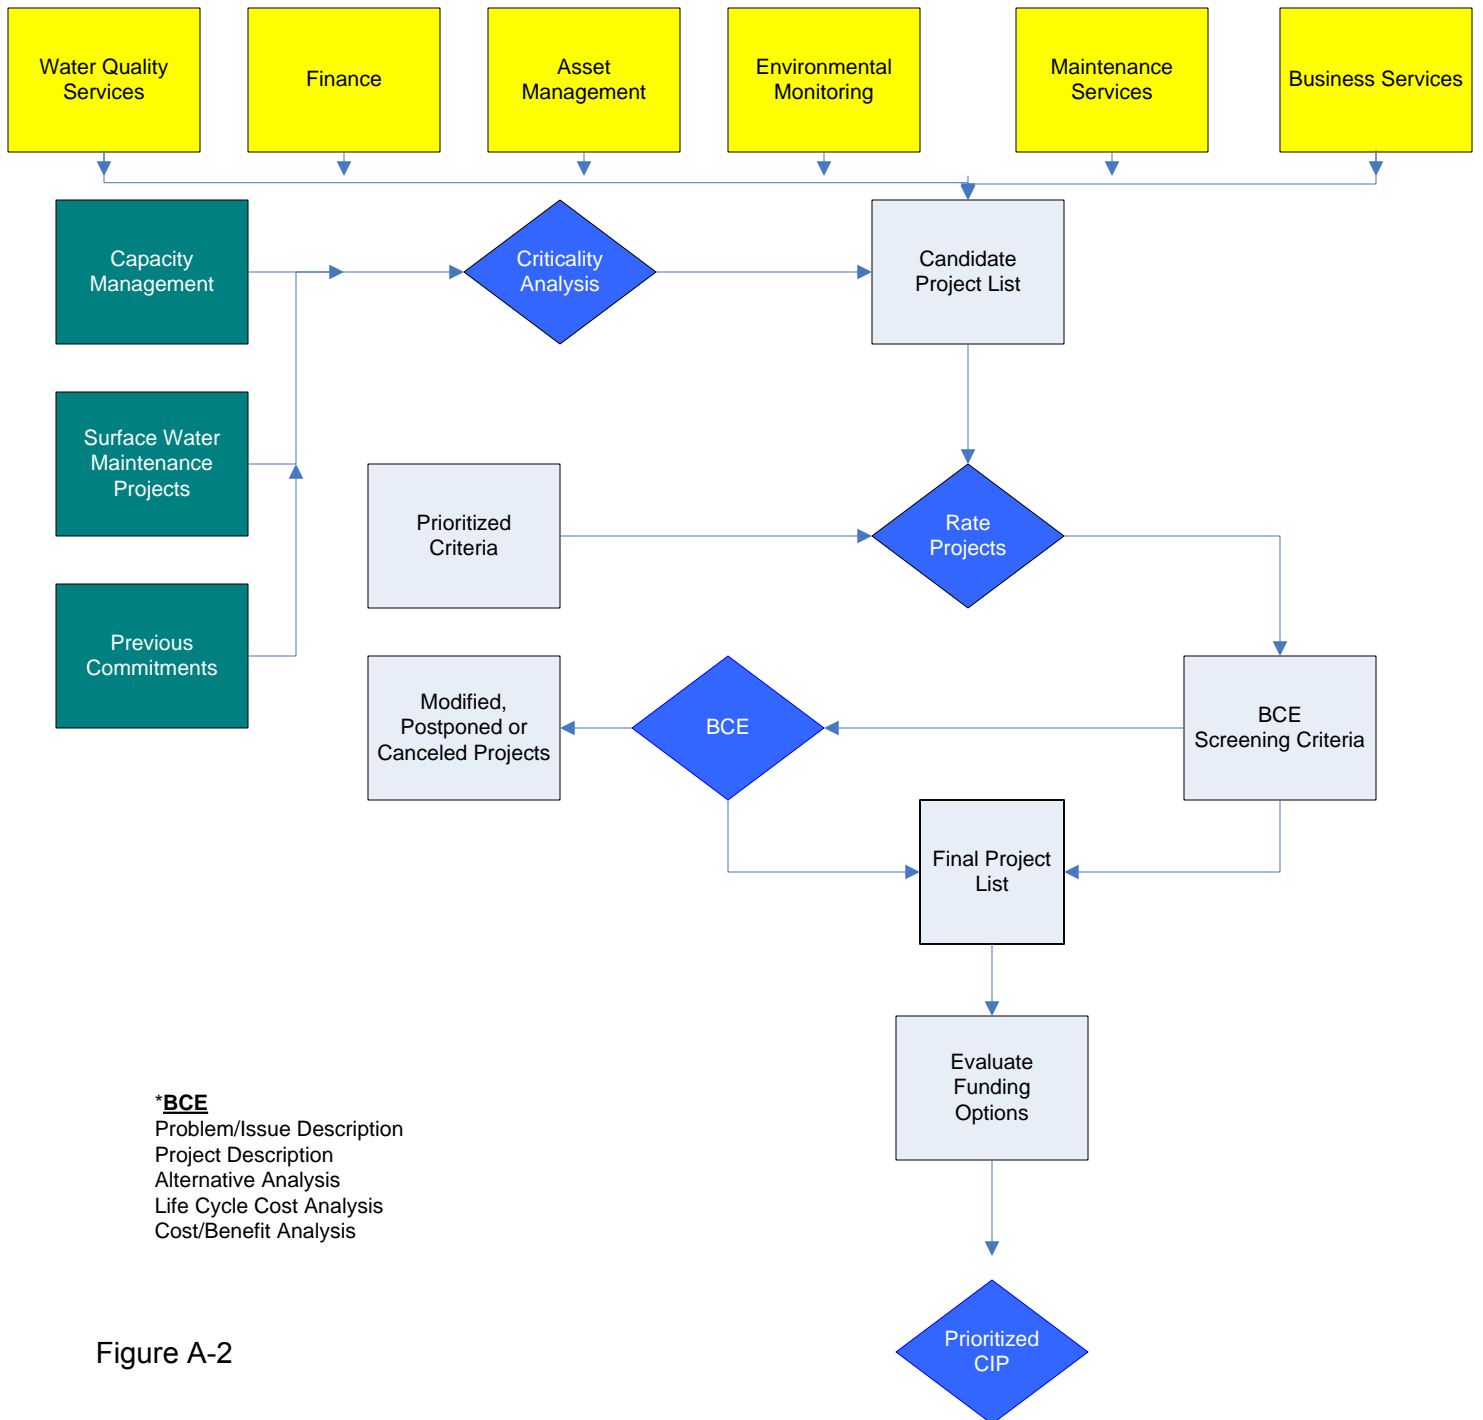 Water Quality
Services
Finance
Asset
Management
Environmental
Monitoring
Maintenance
Services
Business Services
Capacity
Management
Criticality
Analysis
Candidate
Project List
Surface Water
Maintenance
Projects
Prioritized
Criteria
Rate
Projects
Previous
Commitments
Modified,
Postponed or
Canceled Projects
BCE
BCE
Screening Criteria
Final Project
List
Evaluate
Funding
Options
*BCE
Problem/Issue Description
Project Description
Alternative Analysis
Life Cycle Cost Analysis
Cost/Benefit Analysis
Prioritized
CIP
Figure A-2